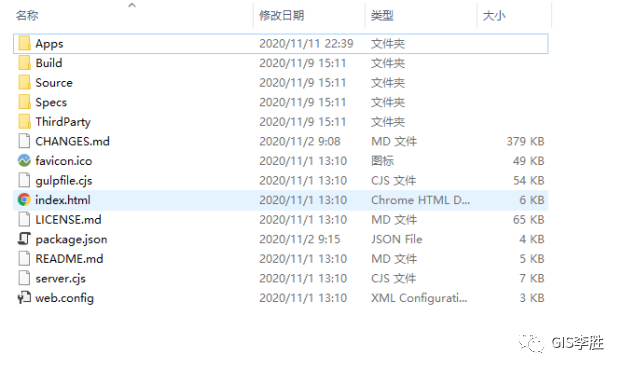 名称 修改日期 类型 大小
Apps 2020/11/11 22:39 文件夹
Build 2020/11/9 15:11 文件夹
Source 2020/11/9 15:11 文件夹
Specs 2020/11/9 15:11 文件夹
ThirdParty 2020/11/9 15:11 文件夹
CHANGES.md 2020/11/2 9:08 MD 文件 379 KB
favicon.ico 2020/11/1 13:10 图标 49 KB
gulpfile.cjs 2020/11/1 13:10 CJS 文件 54 KB
index.html 2020/11/1 13:10 Chrome HTML D... 6 KB
LICENSE.md 2020/11/1 13:10 MD 文件 65 KB
package.json 2020/11/2 9:15 JSON File 4 KB
README.md 2020/11/1 13:10 MD 文件 5 KB
server.cjs 2020/11/1 13:10 CJS 文件 7 KB
web.config 2020/11/1 13:10 XML Configurati... 3 KB
GIS李胜